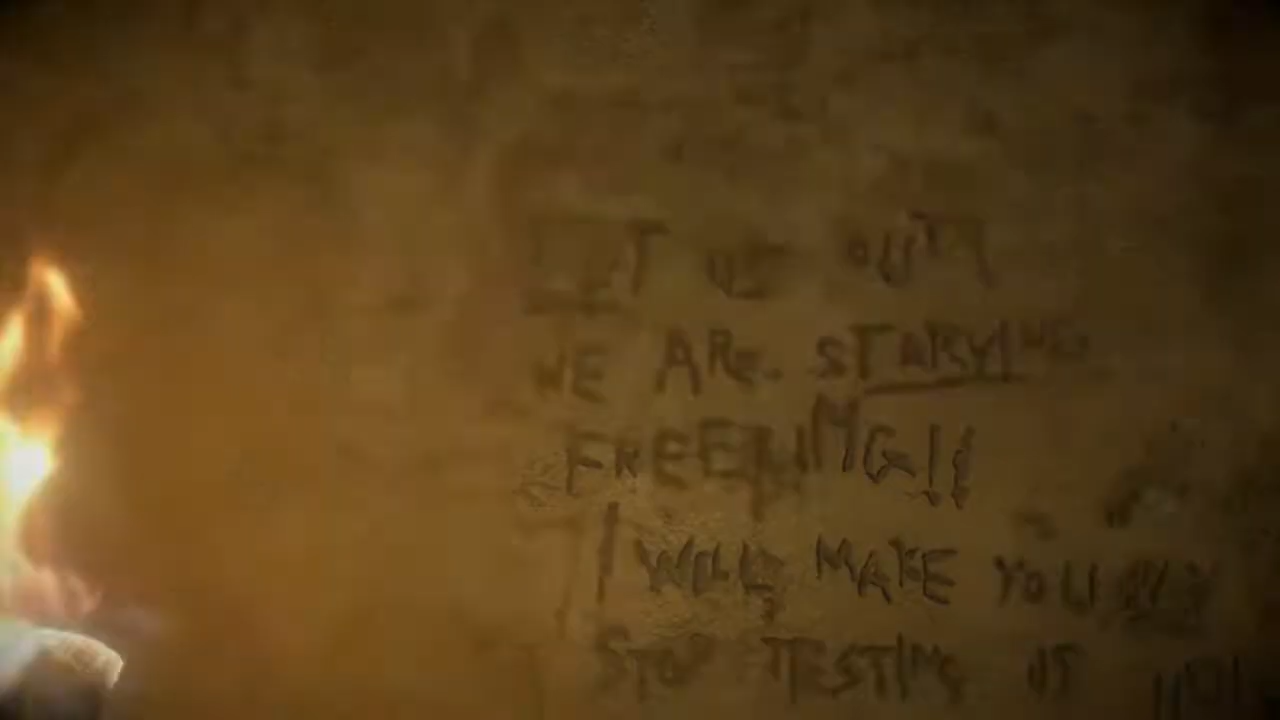 LET US OUT
WE ARE STARVING
FREEZING!!
I WILL MAKE YOU
STOP TESTING US